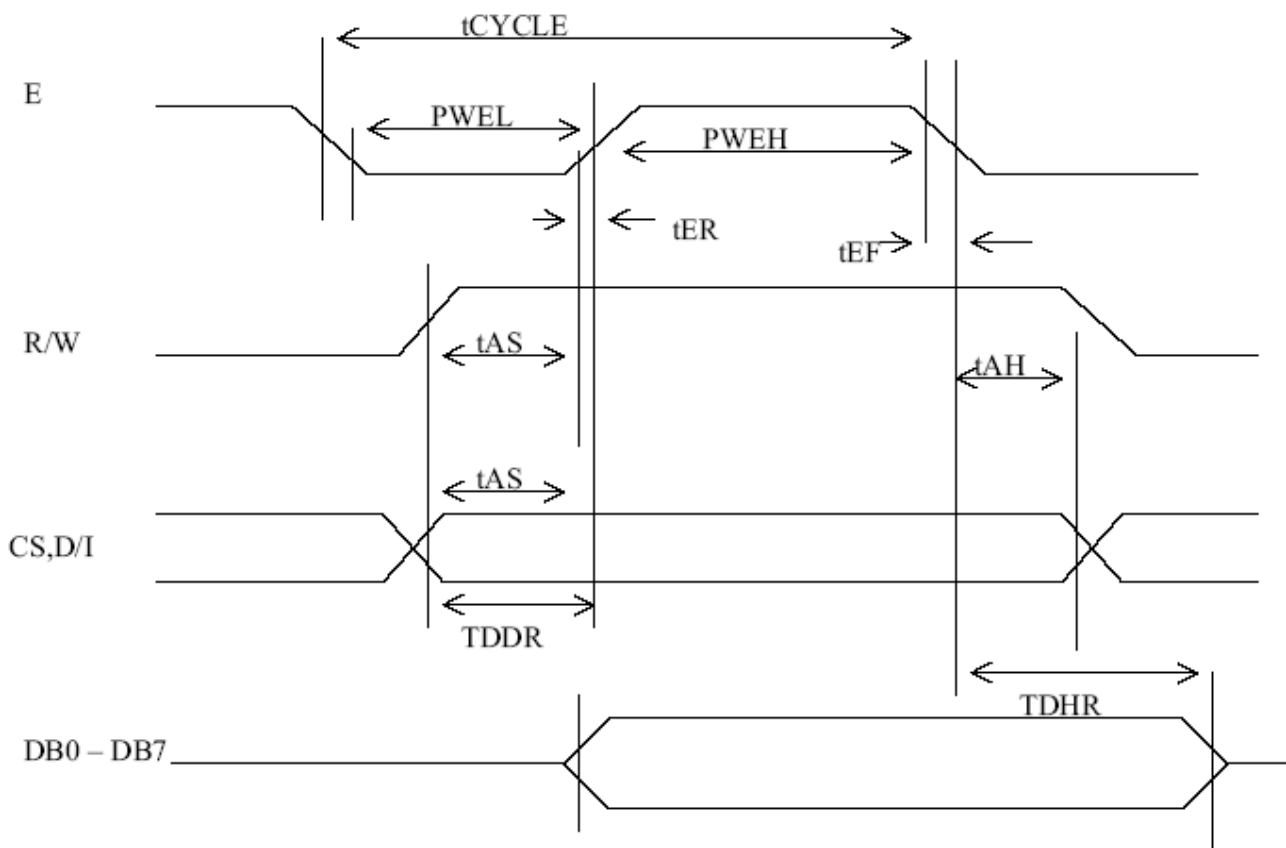 tCYCLE
E
PWEL
PWEH
tER
tEF
R/W
tAS
tAH
tAS
CS,D/I
TDDR
TDHR
DB0 – DB7